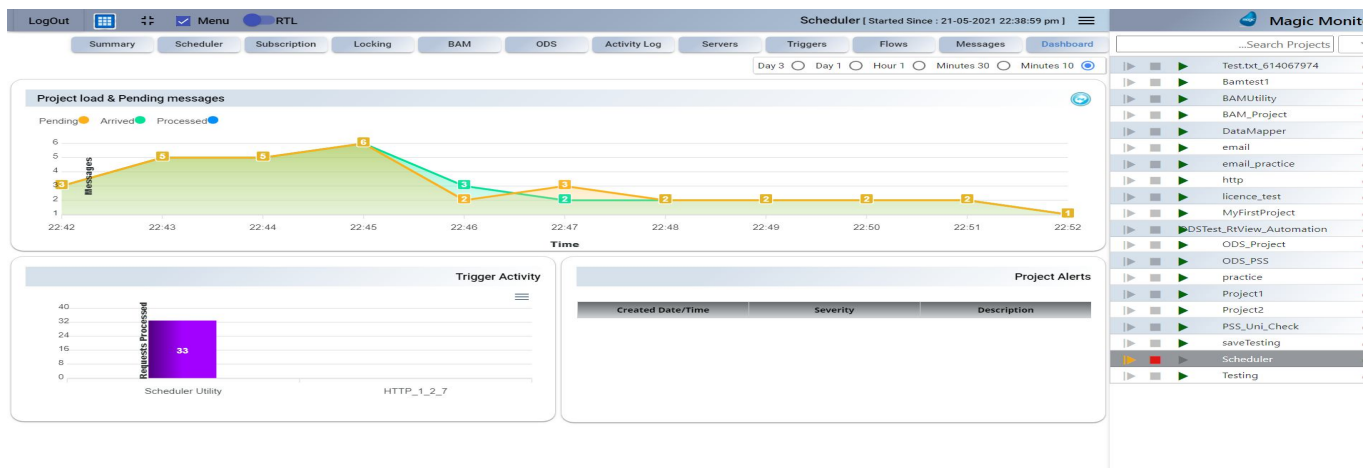 LogOut Menu RTL Scheduler [ Started Since : 21-05-2021 22:38:59 pm ] Magic
Summary Scheduler Subscription Locking BAM ODS Activity Log Servers Triggers Flows Messages Dashboard
...Search Projects
Day 3 Day 1 Hour 1 Minutes 30 Minutes 10
Project load & Pending messages
Pending Arrived Processed
6
5
4
3
2
1
Messages
3 5 5 6 3 2 3 2 2 2 2 2 1
22:42 22:43 22:44 22:45 22:46 22:47 22:48 22:49 22:50 22:51 22:52
Time
Trigger Activity
40
32
24
16
8
0
Requests Processed
33
Scheduler Utility HTTP_1_2_7
Project Alerts
Created Date/Time Severity Description
Test.txt_614067974
Bamtest1
BAMUtility
BAM_Project
DataMapper
email
email_practice
http
licence_test
MyFirstProject
DSTest_RtView_Automation
ODS_Project
ODS_PSS
practice
Project1
Project2
PSS_Uni_Check
saveTesting
Scheduler
Testing